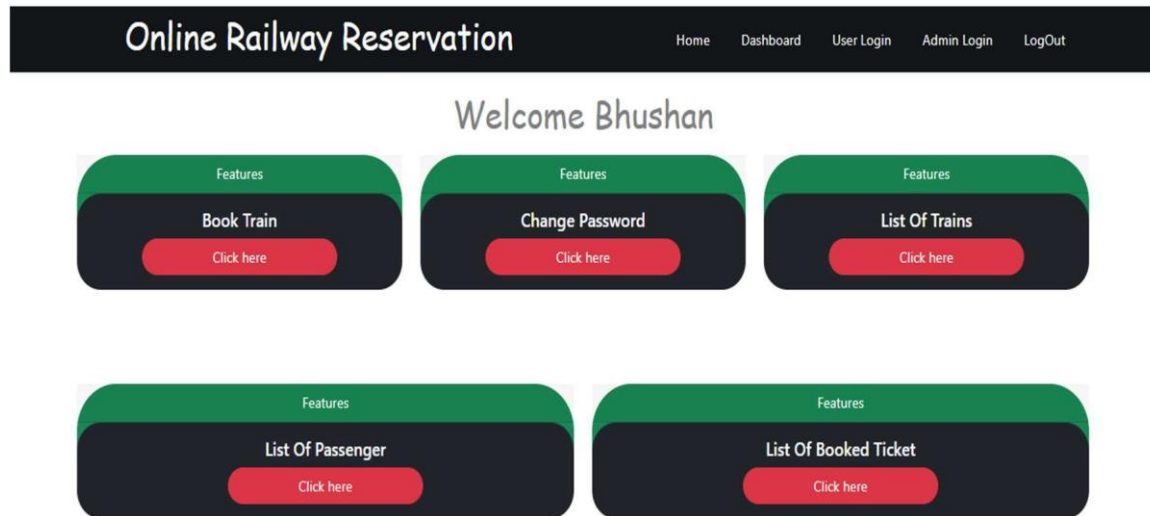 Online Railway Reservation
Home Dashboard User Login Admin Login LogOut
Welcome Bhushan
Features
Book Train
Click here
Features
Change Password
Click here
Features
List Of Trains
Click here
Features
List Of Passenger
Click here
Features
List Of Booked Ticket
Click here